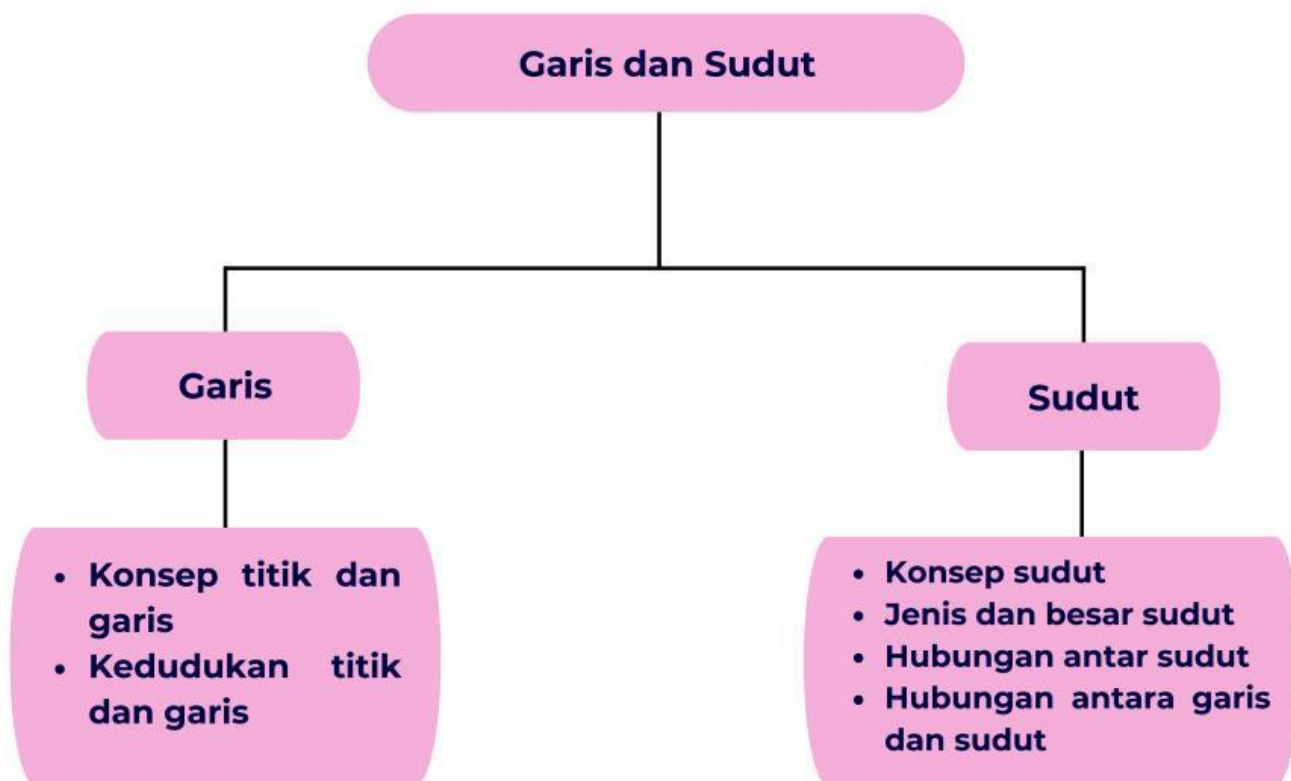 Garis dan Sudut
Garis
Sudut
• Konsep titik dan
garis
• Kedudukan titik
dan garis
• Konsep sudut
• Jenis dan besar sudut
• Hubungan antar sudut
• Hubungan antara garis
dan sudut